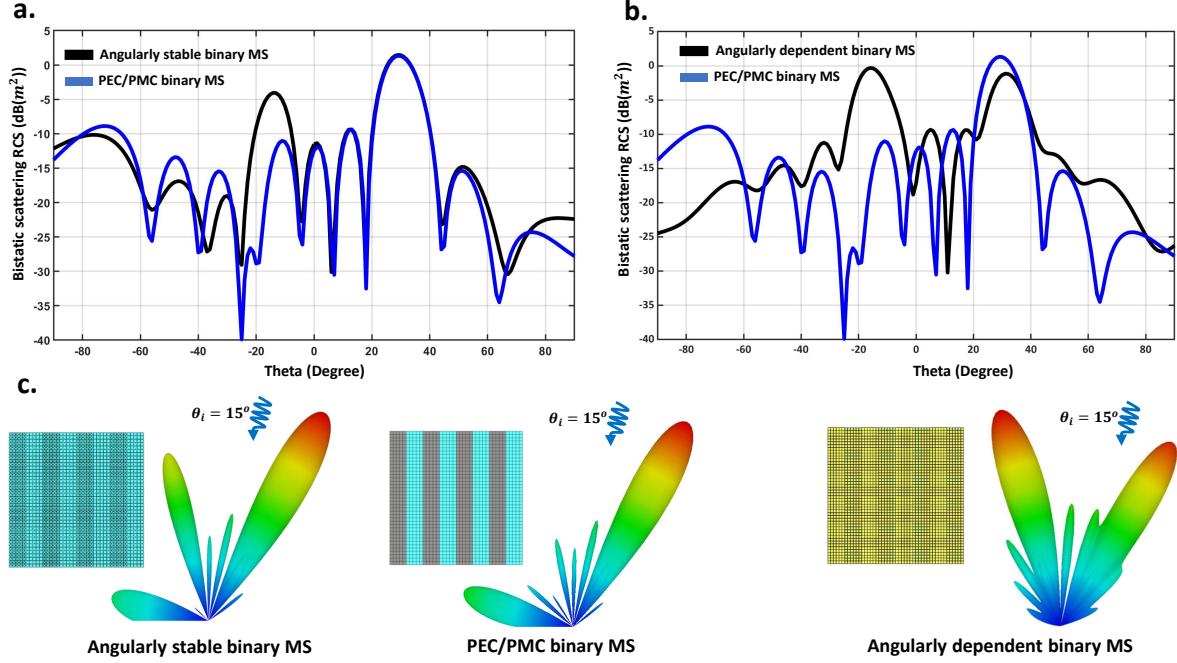 a.
5
0
-5
-10
-15
-20
-25
-30
-35
-40
Bistatic scattering RCS (dB(m²))
Angularly stable binary MS
PEC/PMC binary MS
-80 -60 -40 -20 0 20 40 60 80
Theta (Degree)
b.
5
0
-5
-10
-15
-20
-25
-30
-35
-40
Bistatic scattering RCS (dB(m²))
Angularly dependent binary MS
PEC/PMC binary MS
-80 -60 -40 -20 0 20 40 60 80
Theta (Degree)
c.
θᵢ = 15ᵒ
θᵢ = 15ᵒ
θᵢ = 15ᵒ
Angularly stable binary MS
PEC/PMC binary MS
Angularly dependent binary MS